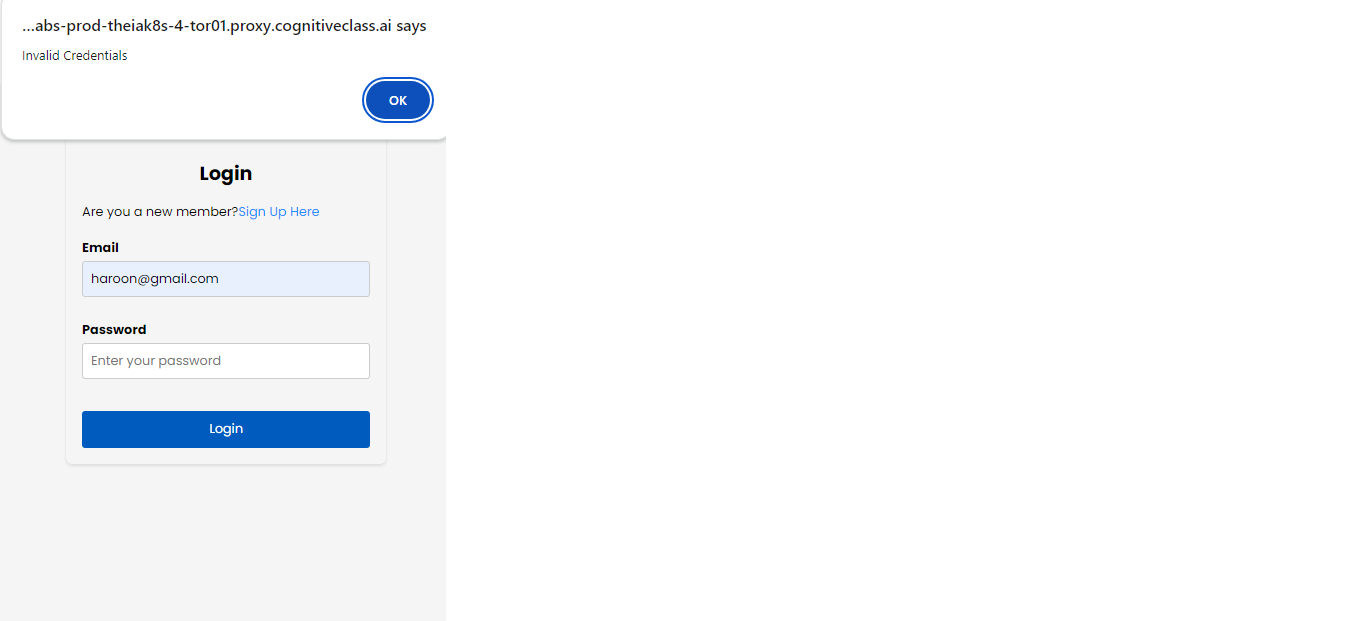 ...abs-prod-theiak8s-4-tor01.proxy.cognitiveclass.ai says
Invalid Credentials
OK
Login
Are you a new member?Sign Up Here
Email
haroon@gmail.com
Password
Enter your password
Login